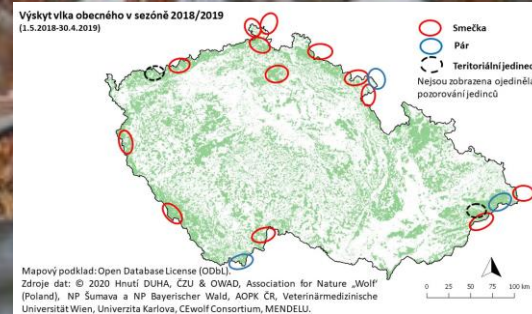 Výskyt vlka obecného v sezóně 2018/2019
(1.5.2018-30.4.2019)
Smečka
Pár
Teritoriální jedinec
Nejsou zobrazena ojedinělá
pozorování jedinců
Mapový podklad: Open Database License (ODbL).
Zdroje dat: © 2020 Hnutí DUHA, ČZU & OWAD, Association for Nature „Wolf"
(Poland), NP Šumava a NP Bayerischer Wald, AOPK ČR, Veterinärmedizinische
Universität Wien, Univerzita Karlova, CEwolf Consortium, MENDELU.
0 25 50 100 km